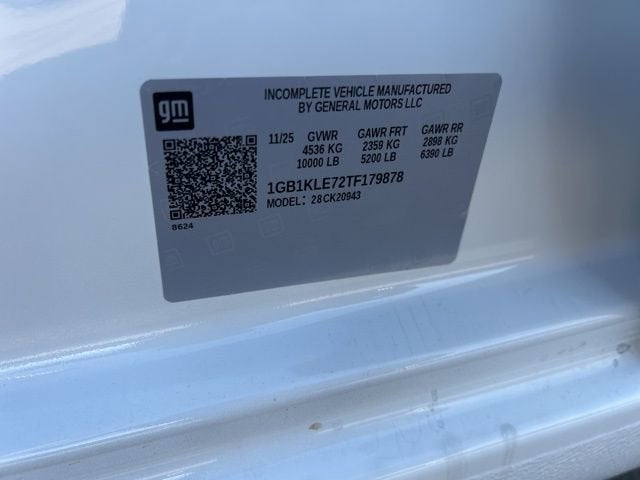 gm
INCOMPLETE VEHICLE MANUFACTURED
BY GENERAL MOTORS LLC
11/25 GVWR GAWR FRT GAWR RR
4536 KG 2359 KG 2898 KG
10000 LB 5200 LB 6390 LB
1GB1KLE72TF179878
MODEL: 28CK20943
8624